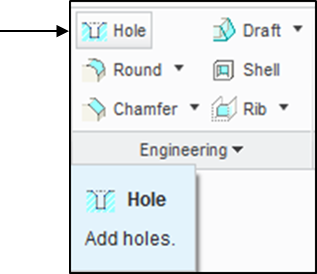 Hole Draft
Round Shell
Chamfer Rib
Engineering
Hole
Add holes.